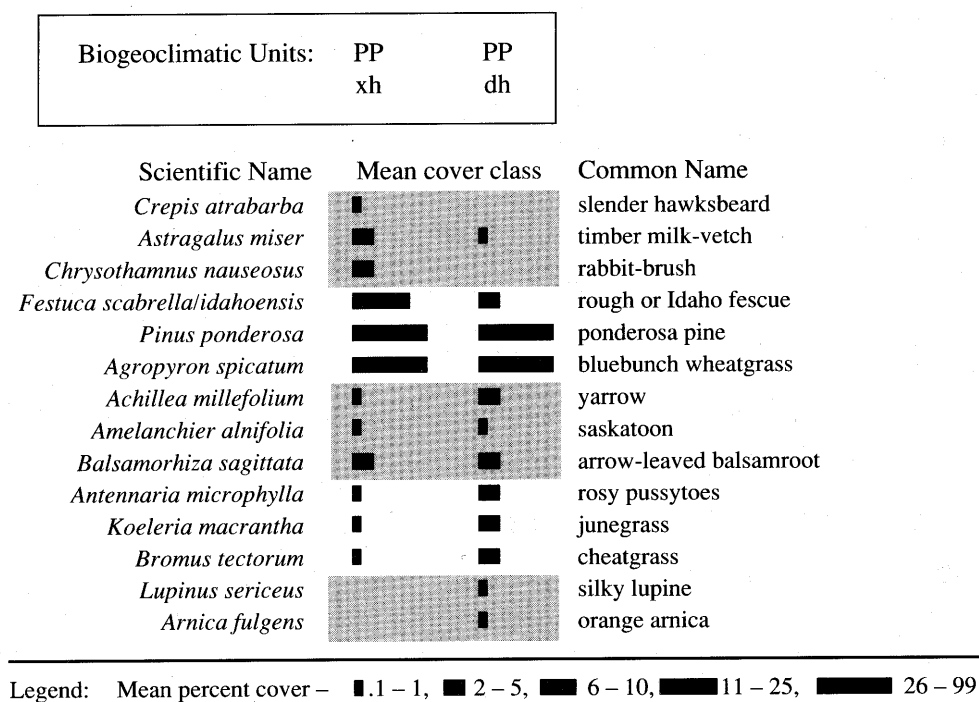 Biogeoclimatic Units: PP PP
xh dh
Scientific Name Mean cover class Common Name
Crepis atrabarba slender hawksbeard
Astragalus miser timber milk-vetch
Chrysothamnus nauseosus rabbit-brush
Festuca scabrella/idahoensis rough or Idaho fescue
Pinus ponderosa ponderosa pine
Agropyron spicatum bluebunch wheatgrass
Achillea millefolium yarrow
Amelanchier alnifolia saskatoon
Balsamorhiza sagittata arrow-leaved balsamroot
Antennaria microphylla rosy pussytoes
Koeleria macrantha junegrass
Bromus tectorum cheatgrass
Lupinus sericeus silky lupine
Arnica fulgens orange arnica
Legend: Mean percent cover – .1 – 1, 2 – 5, 6 – 10, 11 – 25, 26 – 99